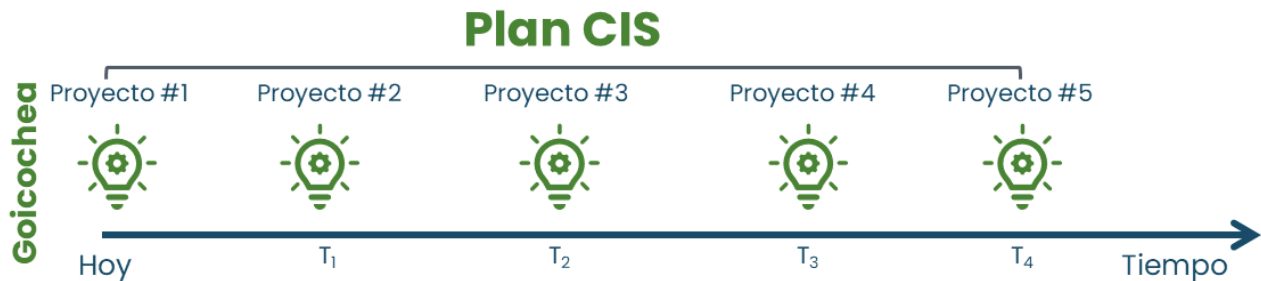 Plan CIS
Goicochea
Proyecto #1 Proyecto #2 Proyecto #3 Proyecto #4 Proyecto #5
Hoy T₁ T₂ T₃ T₄ Tiempo